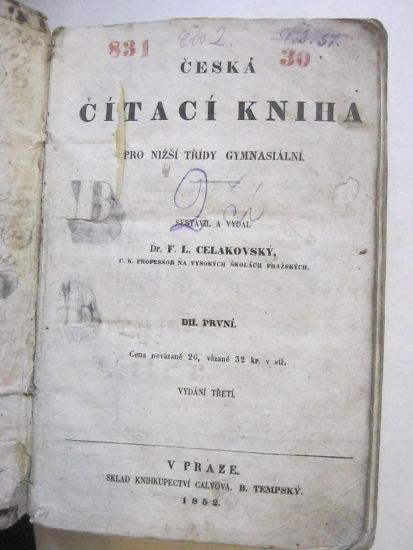 831
30
ČESKÁ
ČÍTACÍ KNIHA
PRO NIŽŠÍ TŘÍDY GYMNASIÁLNÍ.
SESTAVIL A VYDAL
Dr. F. L. CELAKOVSKÝ,
C. K. PROFESSOR NA VYSOKÝCH ŠKOLÁCH PRAŽSKÝCH.
DIL PRVNÍ.
Cena nevázané 26, vázané 32 kr. v stř.
VYDÁNÍ TŘETÍ.
V PRAZE.
SKLAD KNIHKUPECTVÍ CALVOVA. B. TEMPSKÝ.
1852.